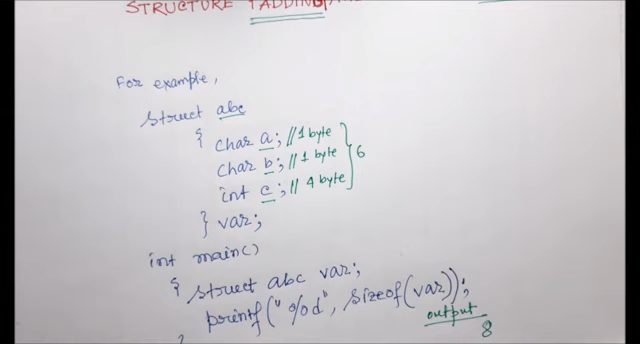 STRUCTURE PADDING
For example,
struct abc
{ char a; // 1 byte
char b; // 1 byte
int c; // 4 byte
6
} var;
int main()
{ struct abc var;
printf("%d", sizeof(var));
output
8